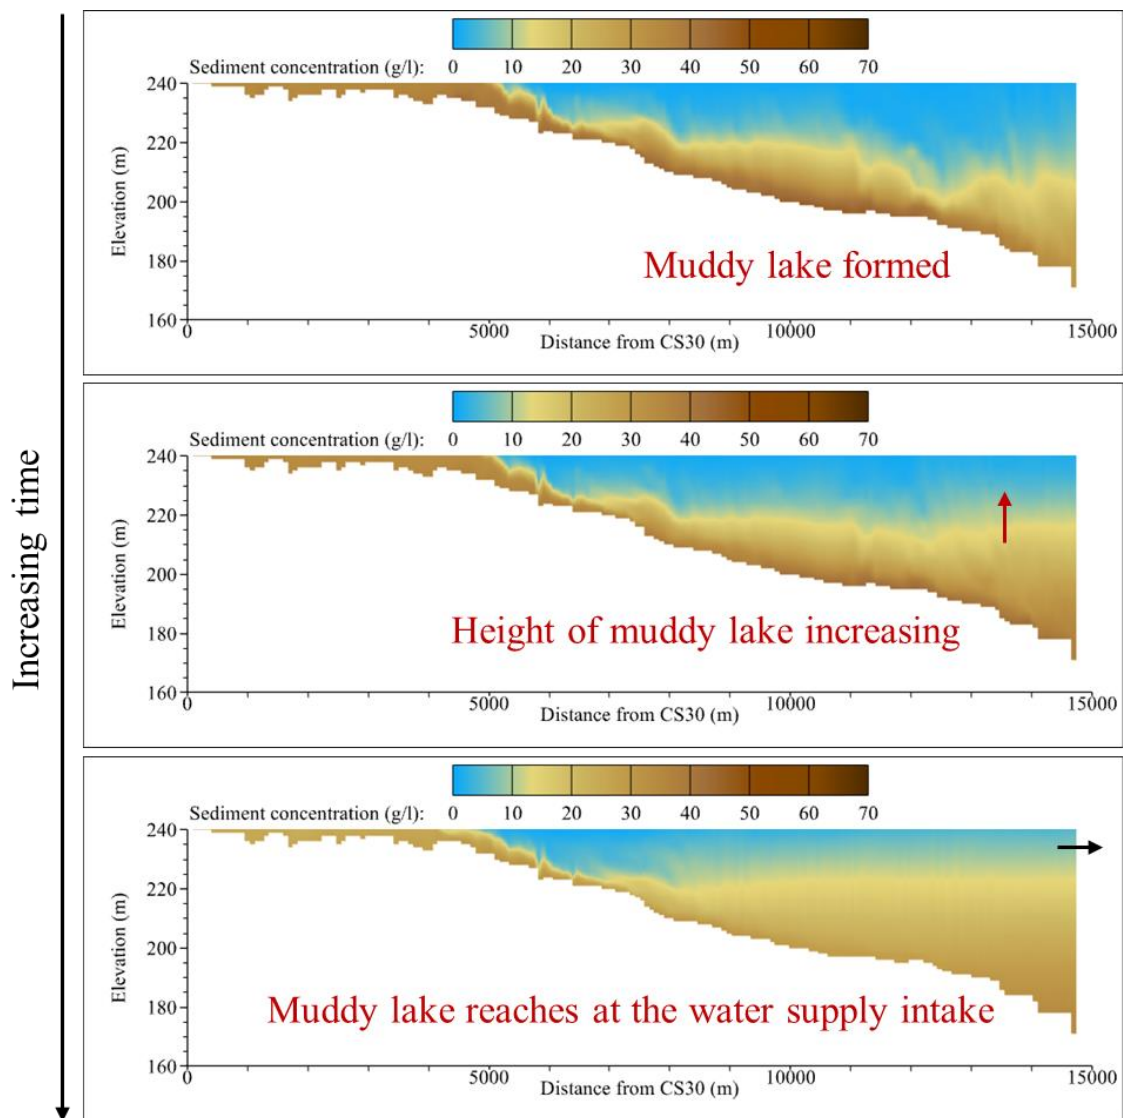 Increasing time
Sediment concentration (g/l): 0 10 20 30 40 50 60 70
Elevation (m)
240
220
200
180
160
Muddy lake formed
0 5000 10000 15000
Distance from CS30 (m)
Sediment concentration (g/l): 0 10 20 30 40 50 60 70
Elevation (m)
240
220
200
180
160
Height of muddy lake increasing
0 5000 10000 15000
Distance from CS30 (m)
Sediment concentration (g/l): 0 10 20 30 40 50 60 70
Elevation (m)
240
220
200
180
160
Muddy lake reaches at the water supply intake
0 5000 10000 15000
Distance from CS30 (m)